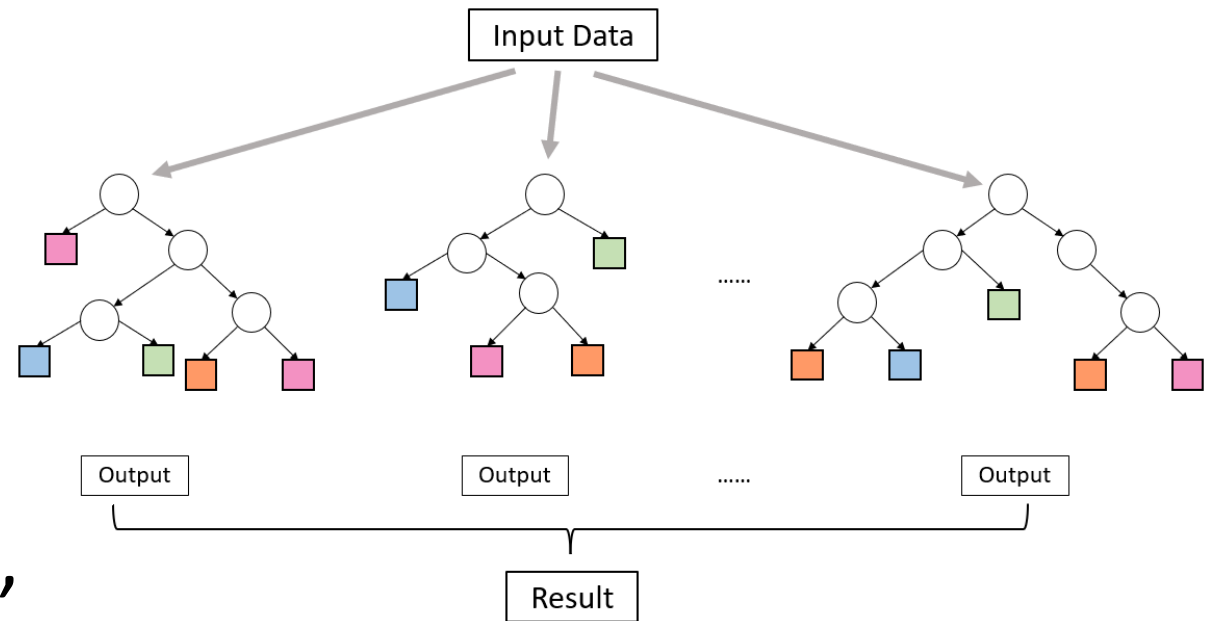 Input Data
......
Output
Output
......
Output
,
Result